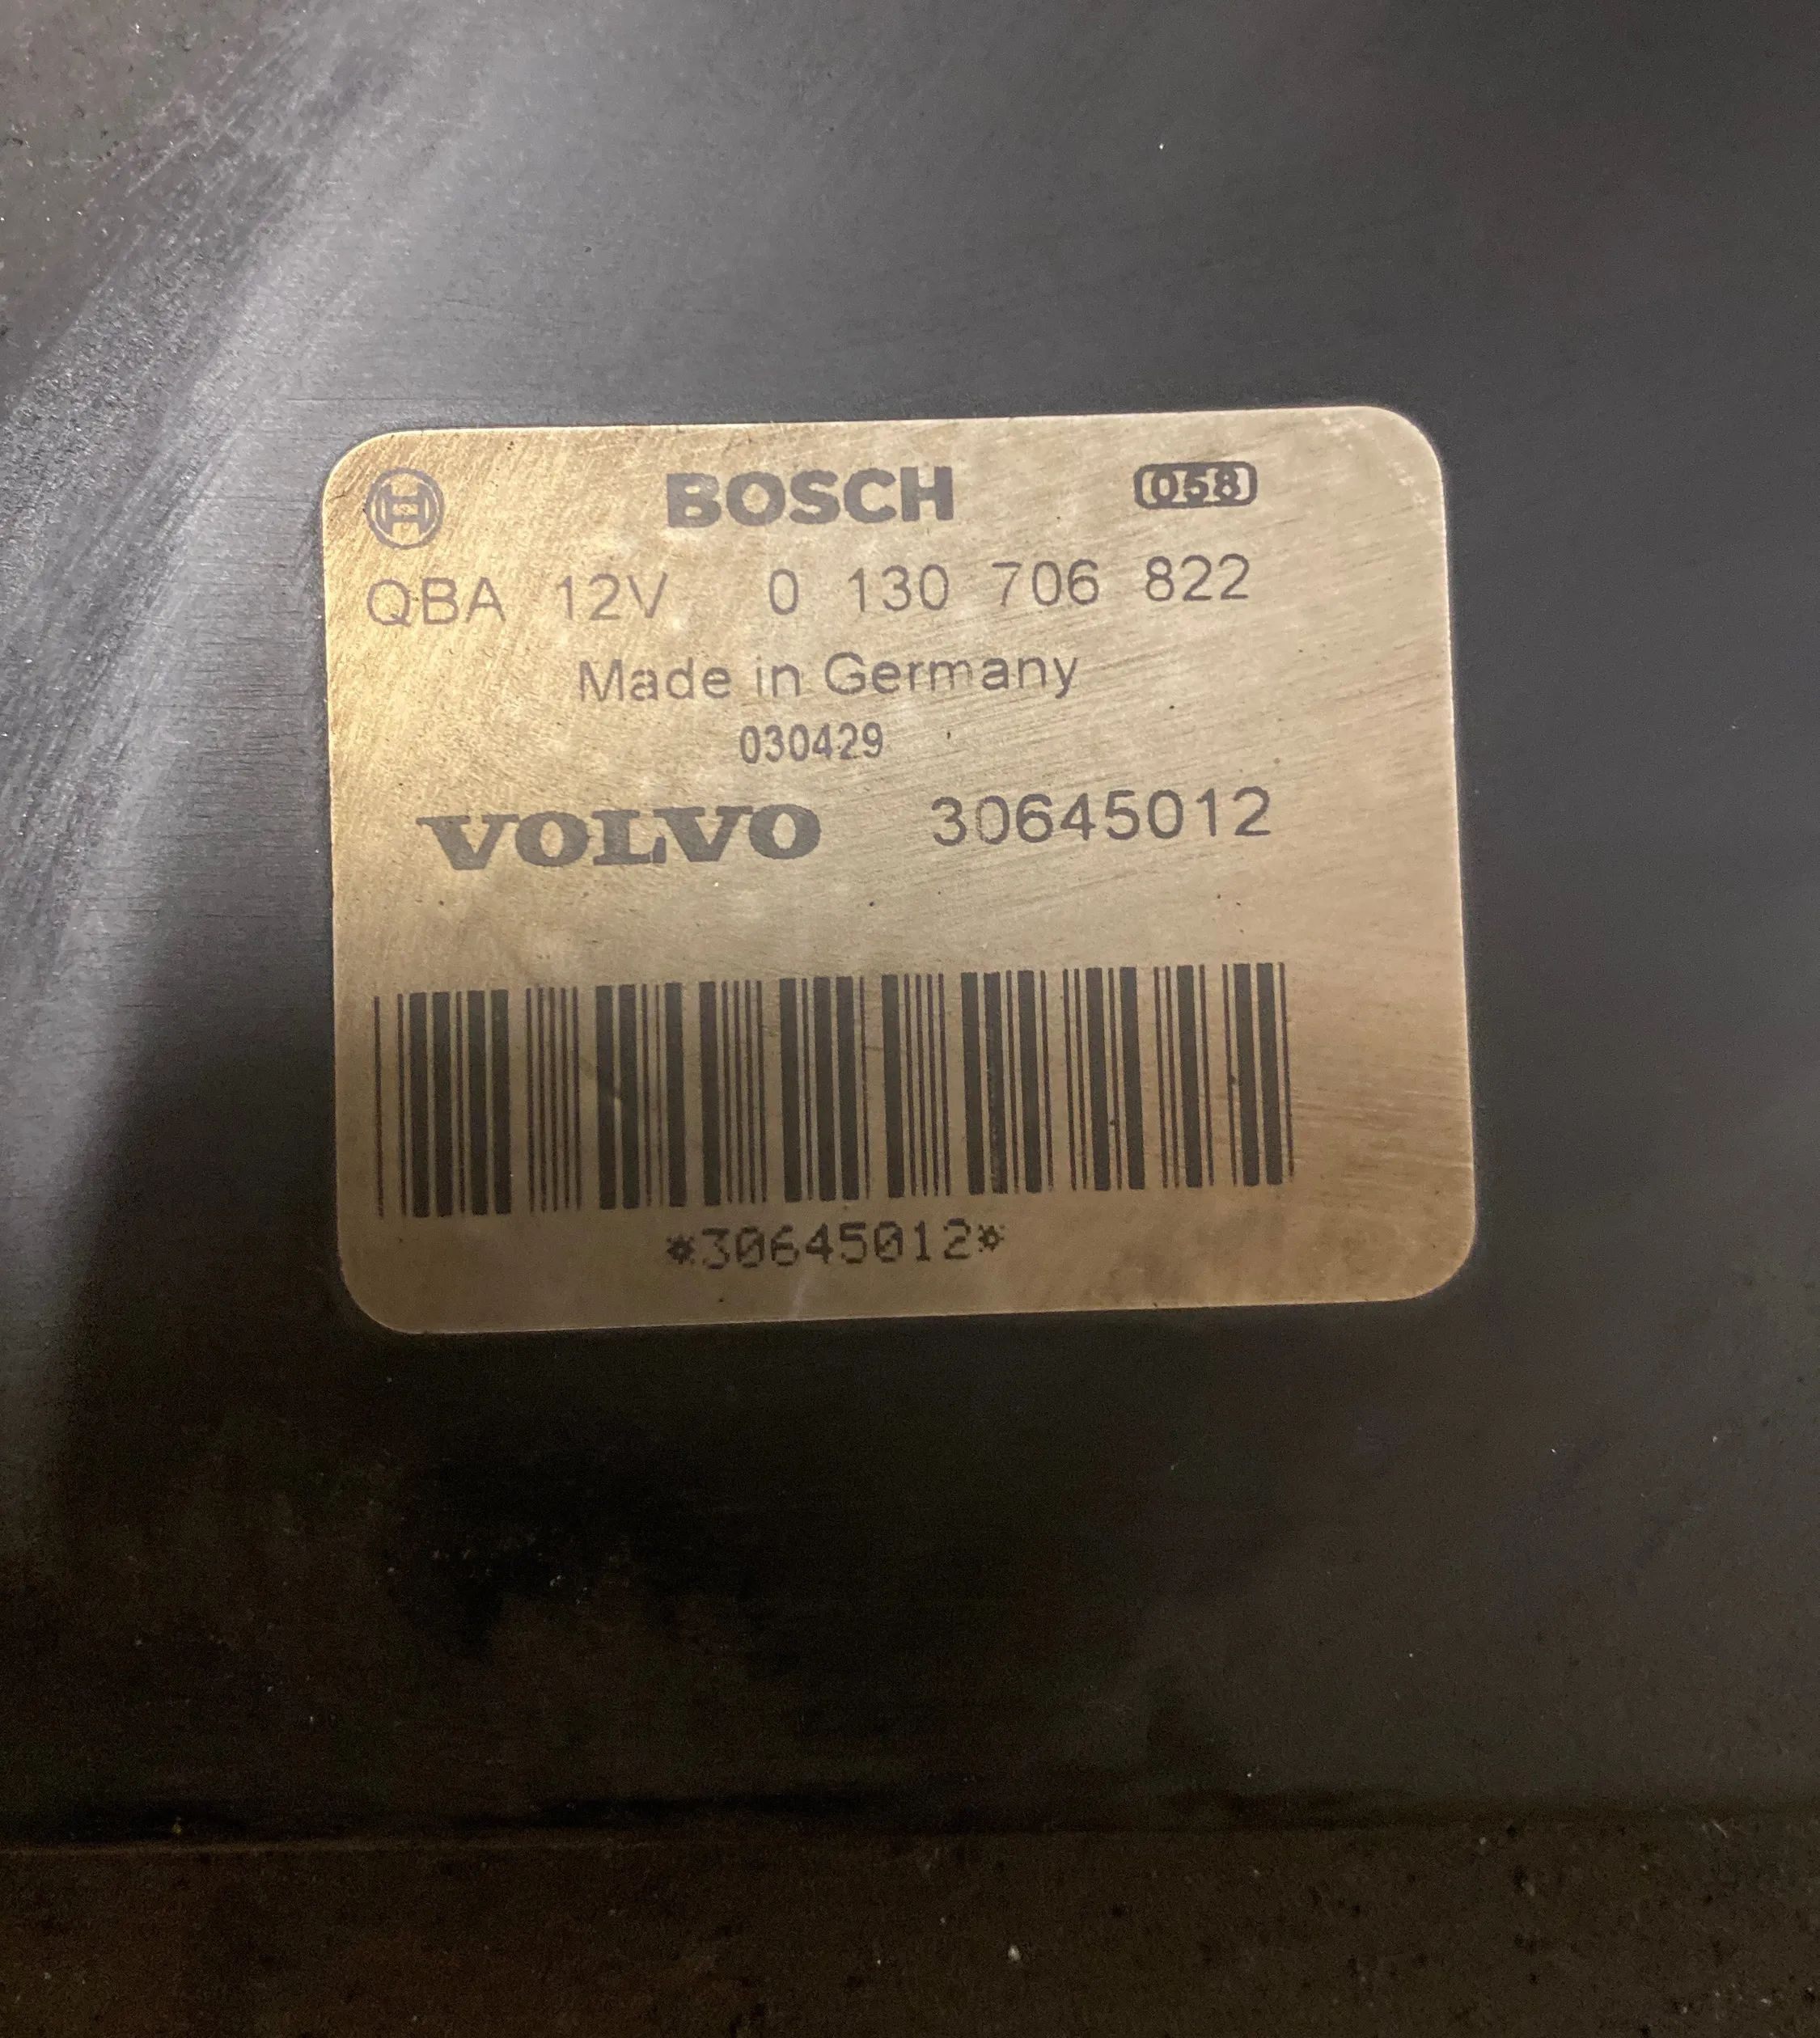 BOSCH 058
QBA 12V 0 130 706 822
Made in Germany
030429
VOLVO 30645012
*30645012*